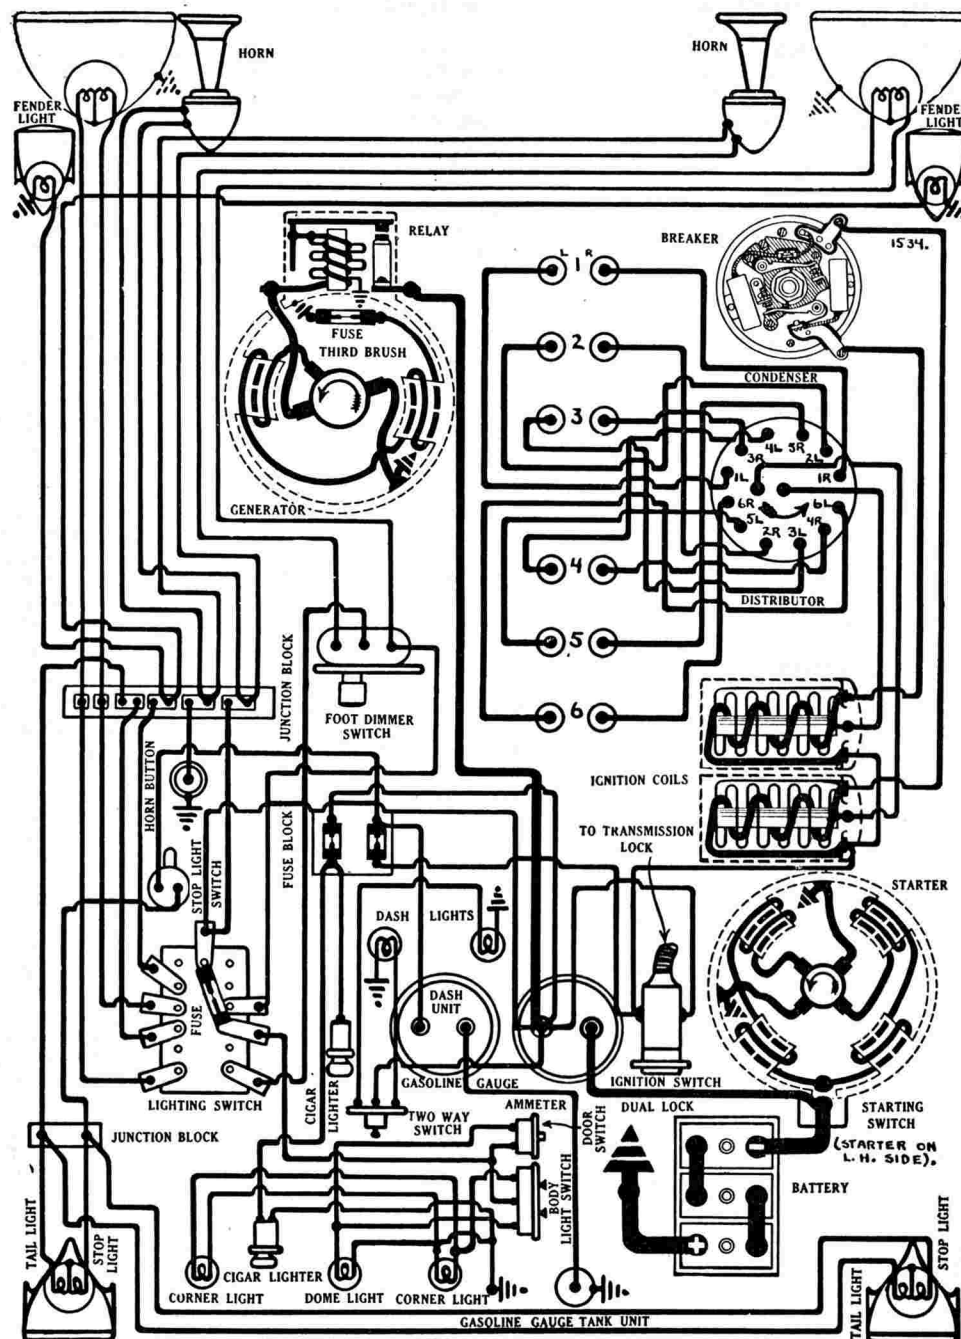 HORN
HORN
FENDER
LIGHT
FENDER
LIGHT
RELAY
BREAKER
1534.
L 1 R
FUSE
THIRD BRUSH
2
CONDENSER
3
4L 5R
3R 2L
1L 1R
6R 6L
5L 4R
2R 3L
GENERATOR
4
DISTRIBUTOR
5
JUNCTION BLOCK
6
FOOT DIMMER
SWITCH
IGNITION COILS
HORN BUTTON
TO TRANSMISSION
LOCK
STOP LIGHT
SWITCH
FUSE BLOCK
STARTER
DASH LIGHTS
FUSE
DASH
UNIT
GASOLINE GAUGE
IGNITION SWITCH
LIGHTING SWITCH
CIGAR
LIGHTER
TWO WAY
SWITCH
AMMETER
DOOR
SWITCH
DUAL LOCK
STARTING
SWITCH
(STARTER ON
L.H. SIDE).
JUNCTION BLOCK
BODY
LIGHT SWITCH
BATTERY
TAIL LIGHT
STOP
LIGHT
CIGAR LIGHTER
CORNER LIGHT
DOME LIGHT
CORNER LIGHT
STOP LIGHT
TAIL LIGHT
GASOLINE GAUGE TANK UNIT